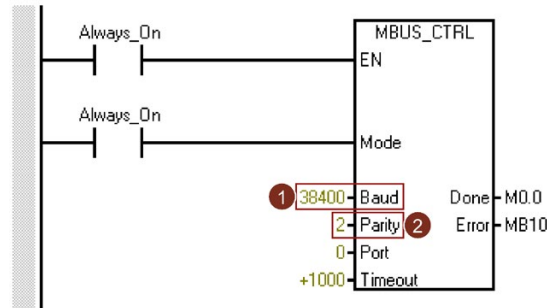 Always_On
MBUS_CTRL
EN
Always_On
Mode
1 38400 Baud Done M0.0
2 Parity 2 Error MB10
0 Port
+1000 Timeout